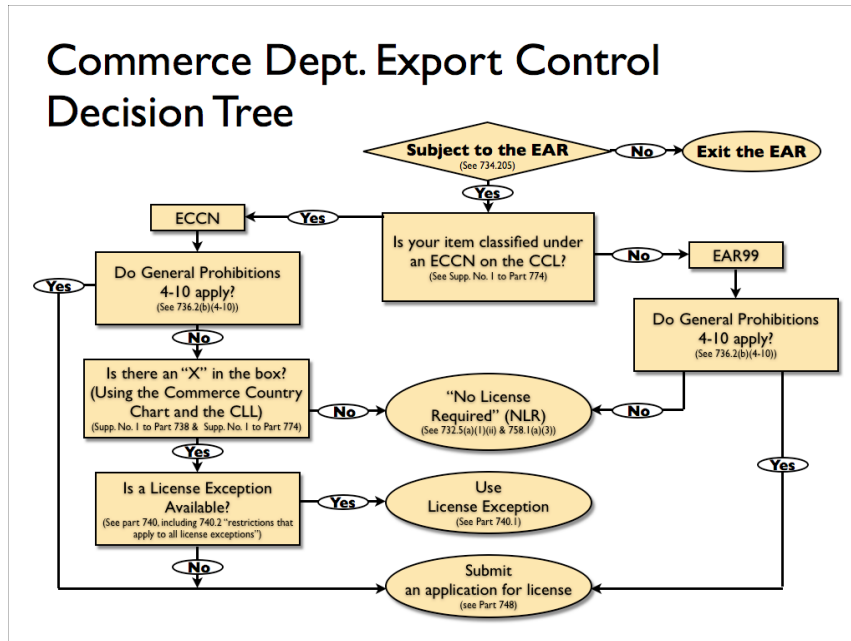 Commerce Dept. Export Control
Decision Tree
Subject to the EAR
(See 734.205)
No
Exit the EAR
Yes
ECCN
Yes
Is your item classified under
an ECCN on the CCL?
(See Supp. No. 1 to Part 774)
No
EAR99
Yes
Do General Prohibitions
4-10 apply?
(See 736.2(b)(4-10))
Do General Prohibitions
4-10 apply?
(See 736.2(b)(4-10))
No
Is there an “X” in the box?
(Using the Commerce Country
Chart and the CLL)
(Supp. No. 1 to Part 738 & Supp. No. 1 to Part 774)
No
“No License
Required” (NLR)
(See 732.5(a)(1)(ii) & 758.1(a)(3))
No
Yes
Yes
Is a License Exception
Available?
(See part 740, including 740.2 “restrictions that
apply to all license exceptions”)
Yes
Use
License Exception
(See Part 740.1)
No
Submit
an application for license
(see Part 748)